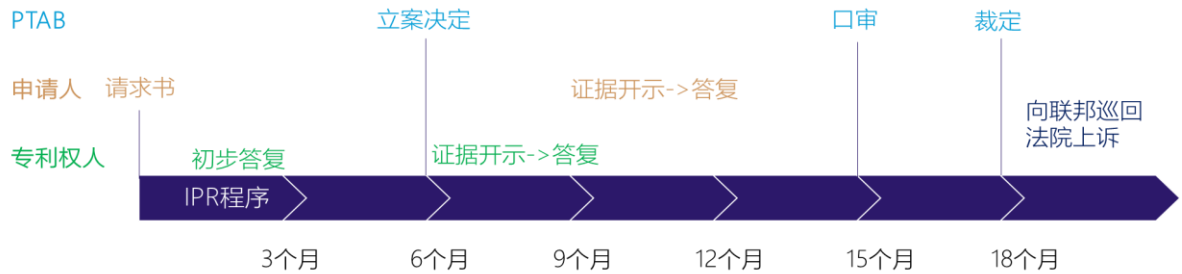 PTAB
立案决定
口审
裁定
申请人
请求书
证据开示->答复
向联邦巡回
法院上诉
专利权人
初步答复
证据开示->答复
IPR程序
3个月
6个月
9个月
12个月
15个月
18个月